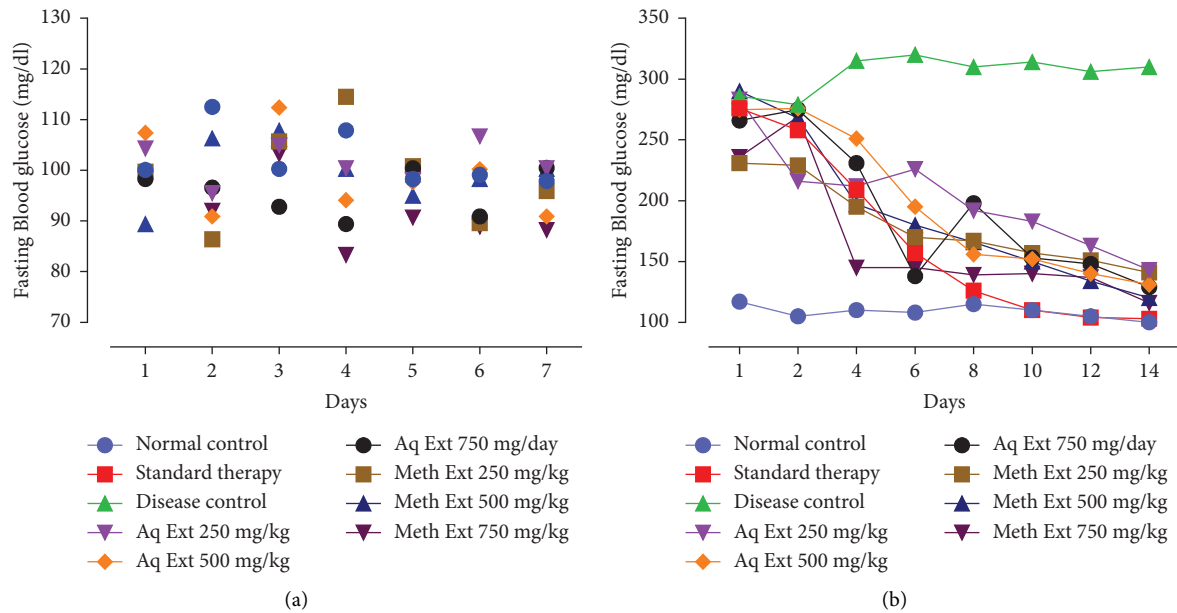 130
120
110
100
90
80
70
Fasting Blood glucose (mg/dl)
1 2 3 4 5 6 7
Days
Normal control
Standard therapy
Disease control
Aq Ext 250 mg/kg
Aq Ext 500 mg/kg
Aq Ext 750 mg/day
Meth Ext 250 mg/kg
Meth Ext 500 mg/kg
Meth Ext 750 mg/kg
(a)
350
300
250
200
150
100
Fasting Blood glucose (mg/dl)
1 2 4 6 8 10 12 14
Days
Normal control
Standard therapy
Disease control
Aq Ext 250 mg/kg
Aq Ext 750 mg/day
Meth Ext 250 mg/kg
Meth Ext 500 mg/kg
Meth Ext 750 mg/kg
Aq Ext 500 mg/kg
(b)